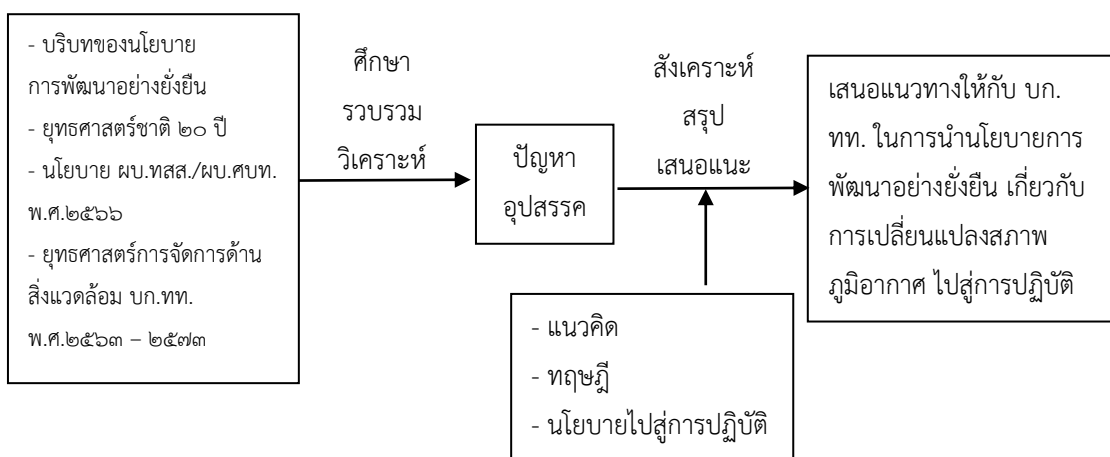 - บริบทของนโยบาย
การพัฒนาอย่างยั่งยืน
- ยุทธศาสตร์ชาติ ๒๐ ปี
- นโยบาย ผบ.ทสส./ผบ.ศบท.
พ.ศ.๒๕๖๖
- ยุทธศาสตร์การจัดการด้าน
สิ่งแวดล้อม บก.ทท.
พ.ศ.๒๕๖๓ – ๒๕๗๓
ศึกษา
รวบรวม
วิเคราะห์
ปัญหา
อุปสรรค
สังเคราะห์
สรุป
เสนอแนะ
- แนวคิด
- ทฤษฎี
- นโยบายไปสู่การปฏิบัติ
เสนอแนวทางให้กับ บก.
ทท. ในการนำนโยบายการ
พัฒนาอย่างยั่งยืน เกี่ยวกับ
การเปลี่ยนแปลงสภาพ
ภูมิอากาศ ไปสู่การปฏิบัติ